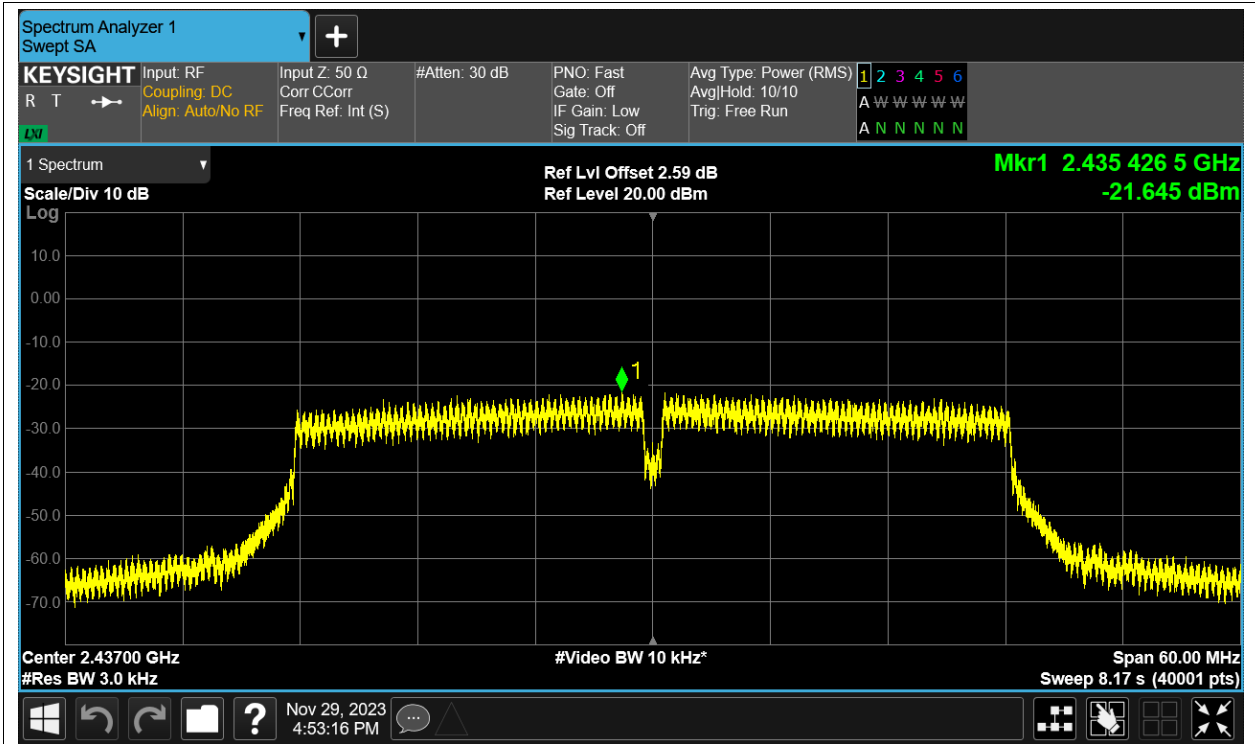 Spectrum Analyzer 1
Swept SA
KEYSIGHT
R T
LXI
Input: RF
Coupling: DC
Align: Auto/No RF
Input Z: 50 Ω
Corr CCorr
Freq Ref: Int (S)
#Atten: 30 dB
PNO: Fast
Gate: Off
IF Gain: Low
Sig Track: Off
Avg Type: Power (RMS)
Avg|Hold: 10/10
Trig: Free Run
1 2 3 4 5 6
A W W W W W
A N N N N N
1 Spectrum
Scale/Div 10 dB
Log
Ref Lvl Offset 2.59 dB
Ref Level 20.00 dBm
Mkr1 2.435 426 5 GHz
-21.645 dBm
10.0
0.00
-10.0
1
-20.0
-30.0
-40.0
-50.0
-60.0
-70.0
Center 2.43700 GHz
#Res BW 3.0 kHz
#Video BW 10 kHz*
Span 60.00 MHz
Sweep 8.17 s (40001 pts)
?
Nov 29, 2023
4:53:16 PM